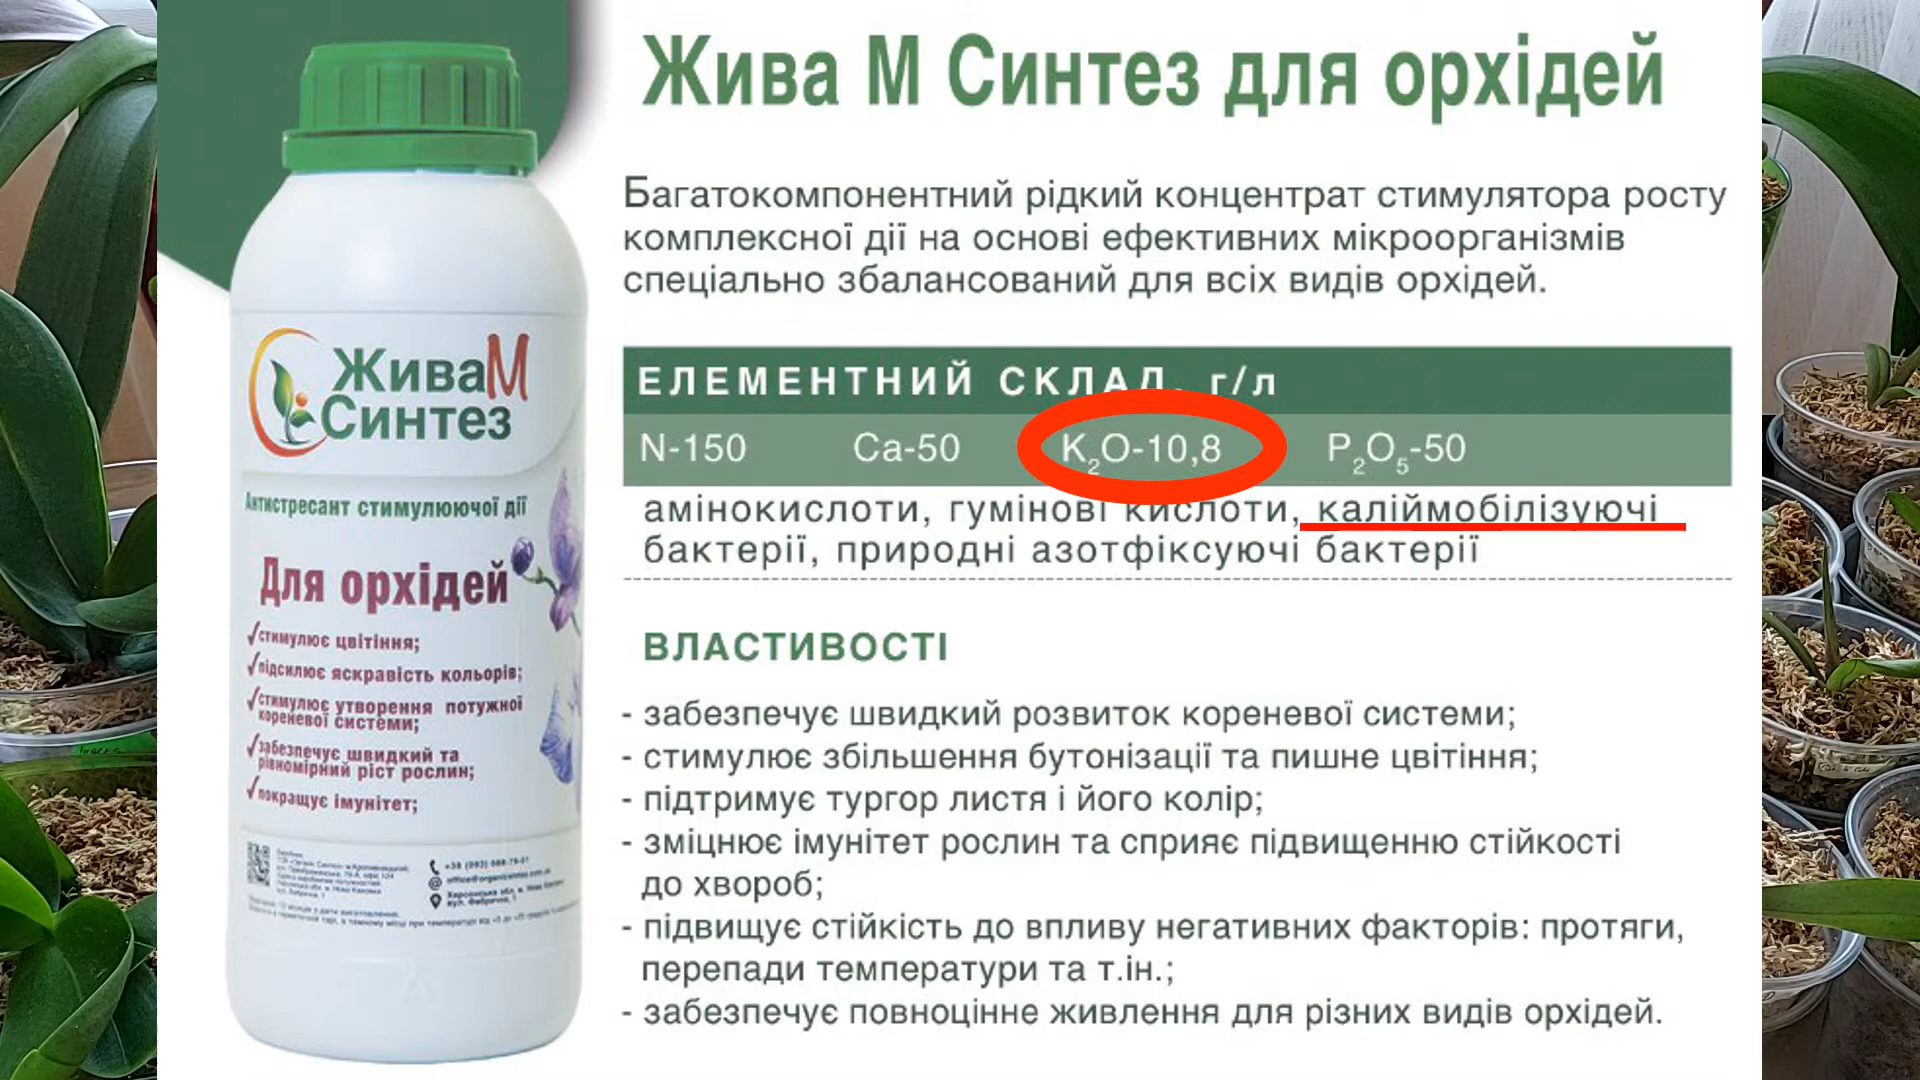 Жива М Синтез для орхідей
Багатокомпонентний рідкий концентрат стимулятора росту
комплексної дії на основі ефективних мікроорганізмів
спеціально збалансований для всіх видів орхідей.
ЕЛЕМЕНТНИЙ СКЛАД, г/л
N-150 Ca-50 K₂O-10,8 P₂O₅-50
амінокислоти, гумінові кислоти, каліймобілізуючі
бактерії, природні азотфіксуючі бактерії
ВЛАСТИВОСТІ
- забезпечує швидкий розвиток кореневої системи;
- стимулює збільшення бутонізації та пишне цвітіння;
- підтримує тургор листя і його колір;
- зміцнює імунітет рослин та сприяє підвищенню стійкості
до хвороб;
- підвищує стійкість до впливу негативних факторів: протяги,
перепади температури та т.ін.;
- забезпечує повноцінне живлення для різних видів орхідей.
Жива М
Синтез
Антистресант стимулюючої дії
Для орхідей
стимулює цвітіння;
підсилює яскравість кольорів;
стимулює утворення потужної
кореневої системи;
забезпечує швидкий та
рівномірний ріст рослин;
покращує імунітет;